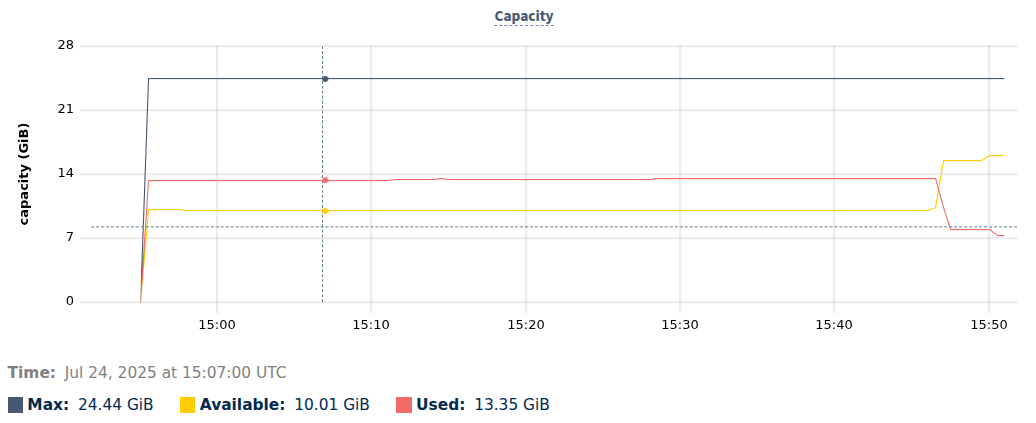 Capacity
28
21
14
7
0
capacity (GiB)
15:00 15:10 15:20 15:30 15:40 15:50
Time: Jul 24, 2025 at 15:07:00 UTC
Max: 24.44 GiB Available: 10.01 GiB Used: 13.35 GiB